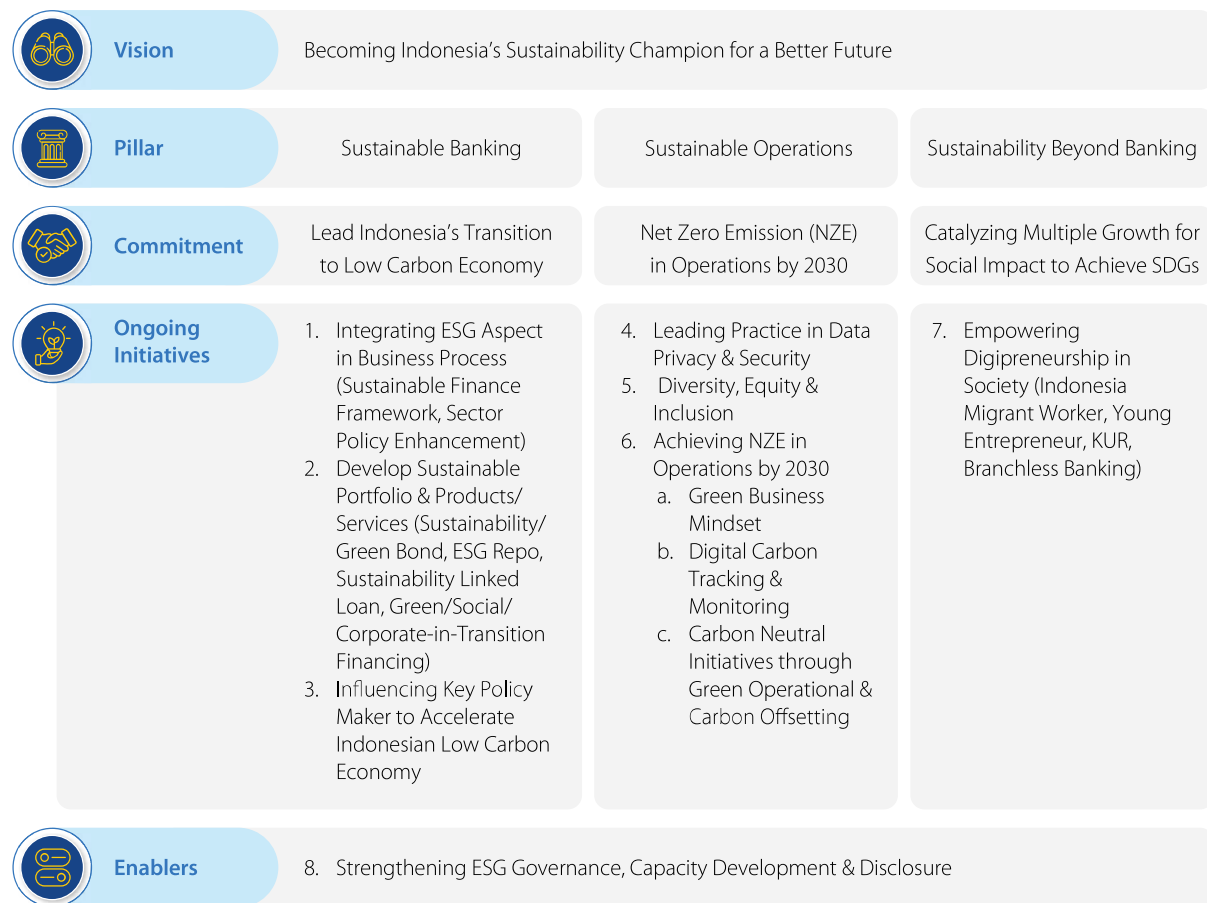 Vision
Becoming Indonesia's Sustainability Champion for a Better Future
Pillar
Sustainable Banking
Sustainable Operations
Sustainability Beyond Banking
Commitment
Lead Indonesia's Transition
to Low Carbon Economy
Net Zero Emission (NZE)
in Operations by 2030
Catalyzing Multiple Growth for
Social Impact to Achieve SDGs
Ongoing
Initiatives
1. Integrating ESG Aspect
in Business Process
(Sustainable Finance
Framework, Sector
Policy Enhancement)
2. Develop Sustainable
Portfolio & Products/
Services (Sustainability/
Green Bond, ESG Repo,
Sustainability Linked
Loan, Green/Social/
Corporate-in-Transition
Financing)
3. Influencing Key Policy
Maker to Accelerate
Indonesian Low Carbon
Economy
4. Leading Practice in Data
Privacy & Security
5. Diversity, Equity &
Inclusion
6. Achieving NZE in
Operations by 2030
a. Green Business
Mindset
b. Digital Carbon
Tracking &
Monitoring
c. Carbon Neutral
Initiatives through
Green Operational &
Carbon Offsetting
7. Empowering
Digipreneurship in
Society (Indonesia
Migrant Worker, Young
Entrepreneur, KUR,
Branchless Banking)
Enablers
8. Strengthening ESG Governance, Capacity Development & Disclosure